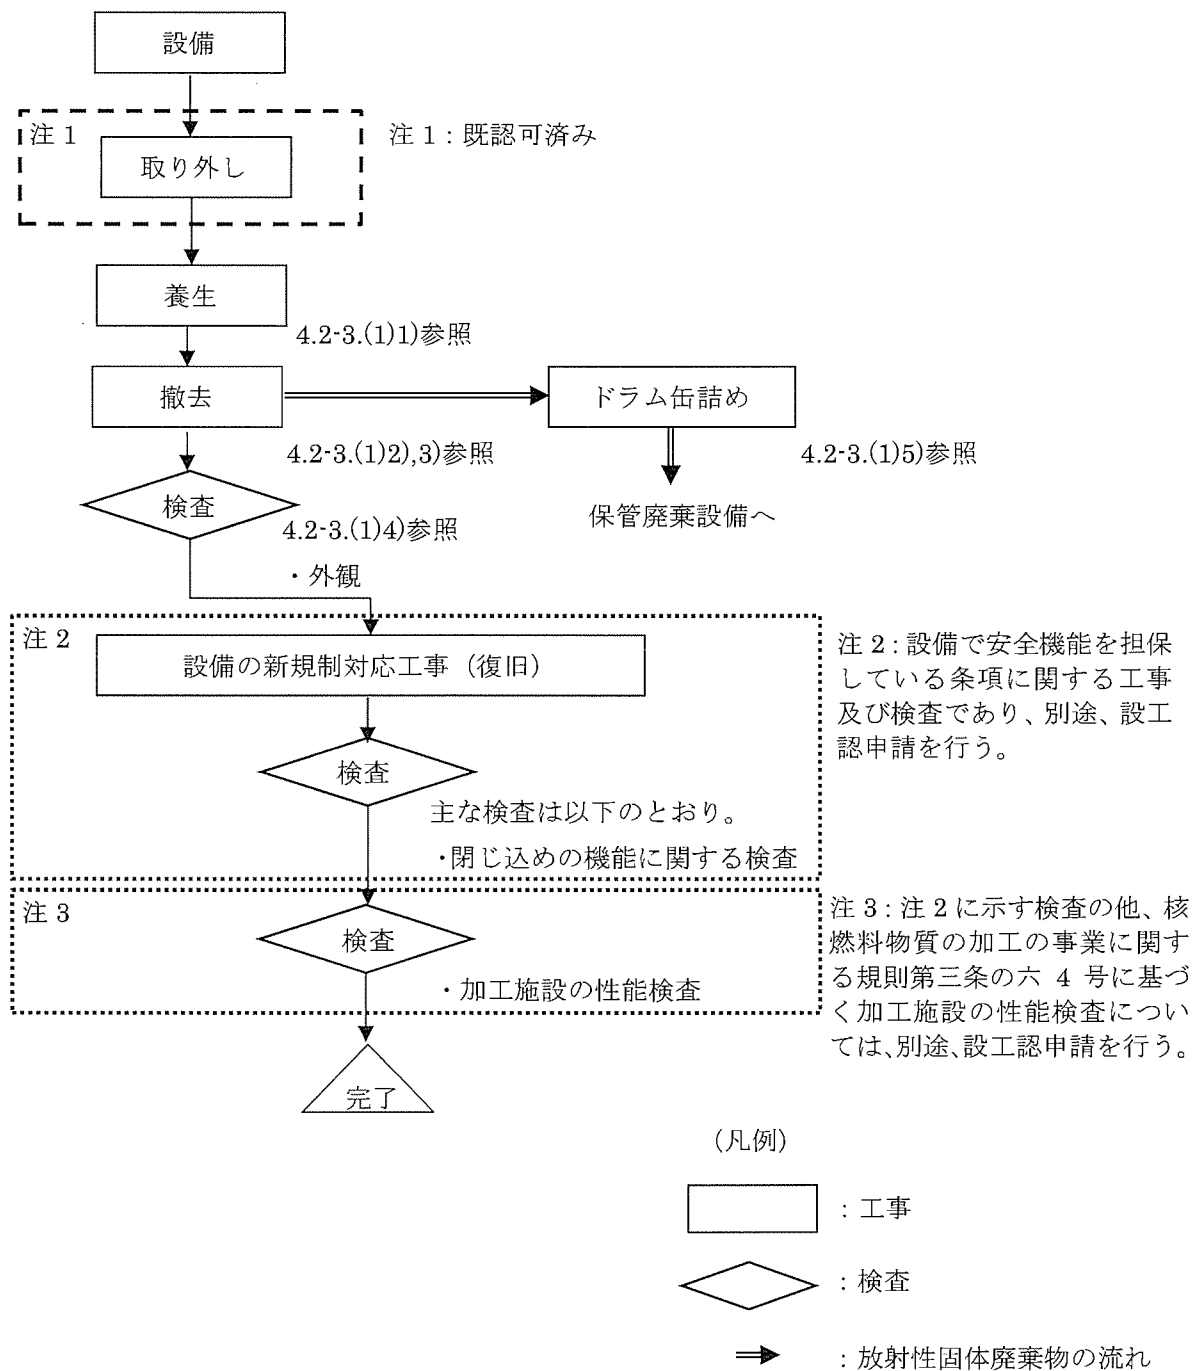 設備
注 1
注 1 : 既認可済み
取り外し
養生
4.2-3.(1)1)参照
撤去
ドラム缶詰め
4.2-3.(1)2),3)参照
4.2-3.(1)5)参照
検査
4.2-3.(1)4)参照
保管廃棄設備へ
・外観
注 2
設備の新規制対応工事（復旧）
注 2 : 設備で安全機能を担保
している条項に関する工事
及び検査であり、別途、設工
認申請を行う。
検査
主な検査は以下のとおり。
・閉じ込めの機能に関する検査
注 3
検査
・加工施設の性能検査
注 3 : 注 2 に示す検査の他、核
燃料物質の加工の事業に関す
る規則第三条の六 4 号に基づ
く加工施設の性能検査につい
ては、別途、設工認申請を行う。
完了
(凡例)
: 工事
: 検査
: 放射性固体廃棄物の流れ